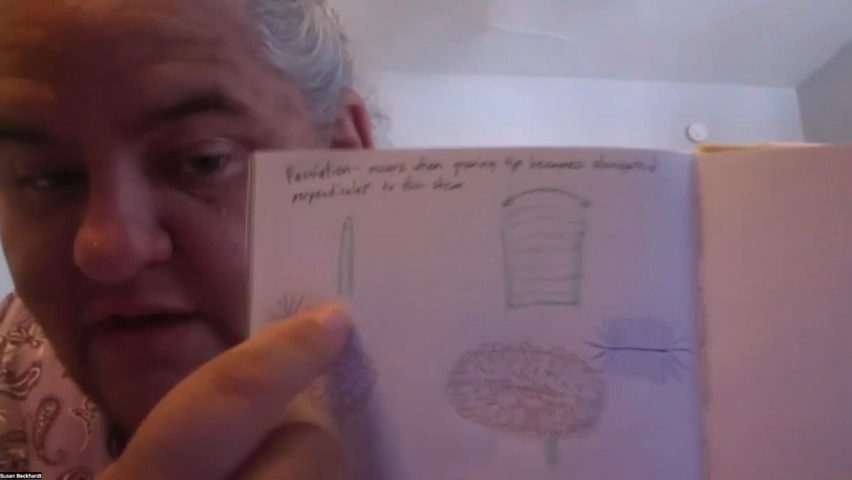 Fasciation - occurs when growing tip becomes elongated
perpendicular to the stem
Susan Beckhardt